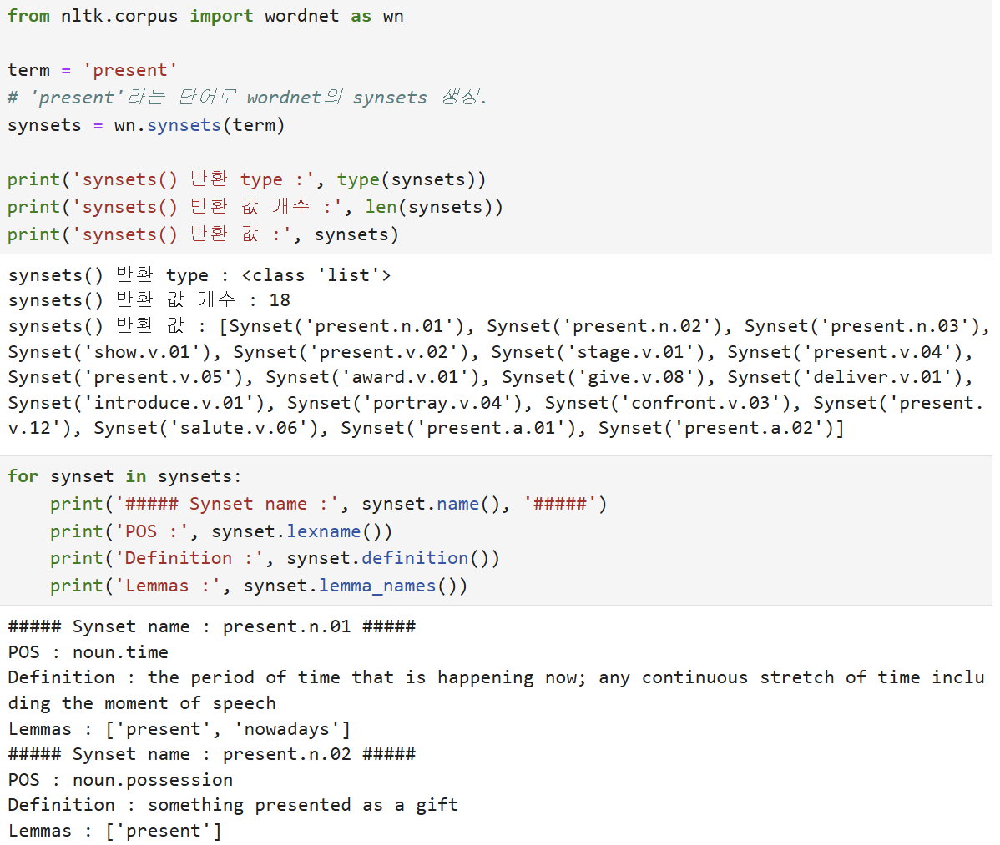 from nltk.corpus import wordnet as wn
term = 'present'
# 'present'라는 단어로 wordnet의 synsets 생성.
synsets = wn.synsets(term)
print('synsets() 반환 type :', type(synsets))
print('synsets() 반환 값 개수 :', len(synsets))
print('synsets() 반환 값 :', synsets)
synsets() 반환 type : <class 'list'>
synsets() 반환 값 개수 : 18
synsets() 반환 값 : [Synset('present.n.01'), Synset('present.n.02'), Synset('present.n.03'),
Synset('show.v.01'), Synset('present.v.02'), Synset('stage.v.01'), Synset('present.v.04'),
Synset('present.v.05'), Synset('award.v.01'), Synset('give.v.08'), Synset('deliver.v.01'),
Synset('introduce.v.01'), Synset('portray.v.04'), Synset('confront.v.03'), Synset('present.
v.12'), Synset('salute.v.06'), Synset('present.a.01'), Synset('present.a.02')]
for synset in synsets:
    print('##### Synset name :', synset.name(), '#####')
    print('POS :', synset.lexname())
    print('Definition :', synset.definition())
    print('Lemmas :', synset.lemma_names())
##### Synset name : present.n.01 #####
POS : noun.time
Definition : the period of time that is happening now; any continuous stretch of time inclu
ding the moment of speech
Lemmas : ['present', 'nowadays']
##### Synset name : present.n.02 #####
POS : noun.possession
Definition : something presented as a gift
Lemmas : ['present']